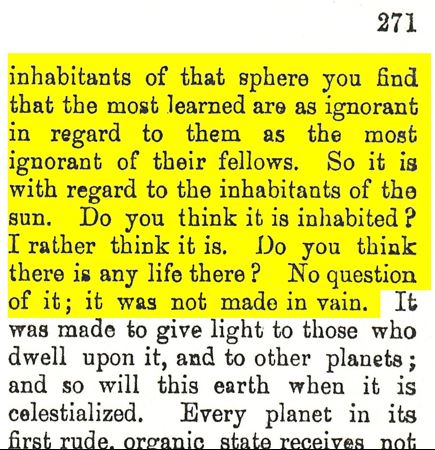 271
inhabitants of that sphere you find
that the most learned are as ignorant
in regard to them as the most
ignorant of their fellows. So it is
with regard to the inhabitants of the
sun. Do you think it is inhabited?
I rather think it is. Do you think
there is any life there? No question
of it; it was not made in vain. It
was made to give light to those who
dwell upon it, and to other planets;
and so will this earth when it is
celestialized. Every planet in its
first rude, organic state receives not